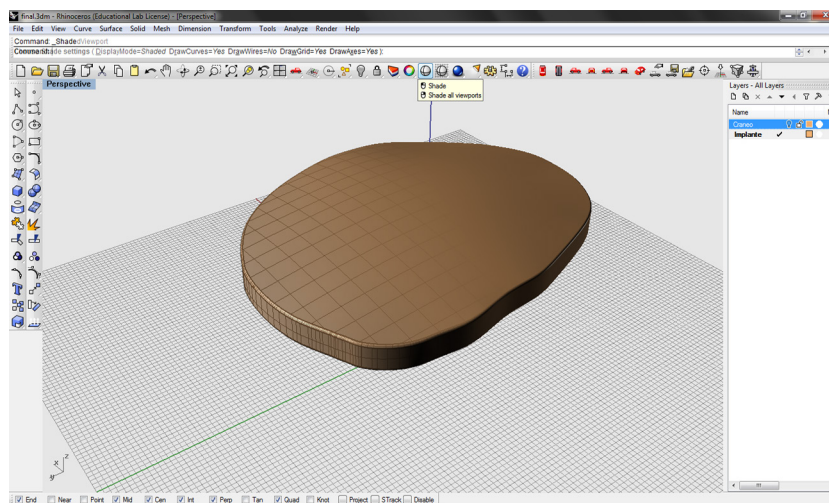 final.3dm - Rhinoceros (Educational Lab License) - [Perspective]
File Edit View Curve Surface Solid Mesh Dimension Transform Tools Analyze Render Help
Command: _ShadedViewport
Shade settings ( DisplayMode=Shaded DrawCurves=Yes DrawWires=No DrawGrid=Yes DrawAxes=Yes ):
Perspective
Shade
Shade all viewports
Layers - All Layers
Name
Craneo
Implante
z
x
y
End Near Point Mid Cen Int Perp Tan Quad Knot Project STrack Disable